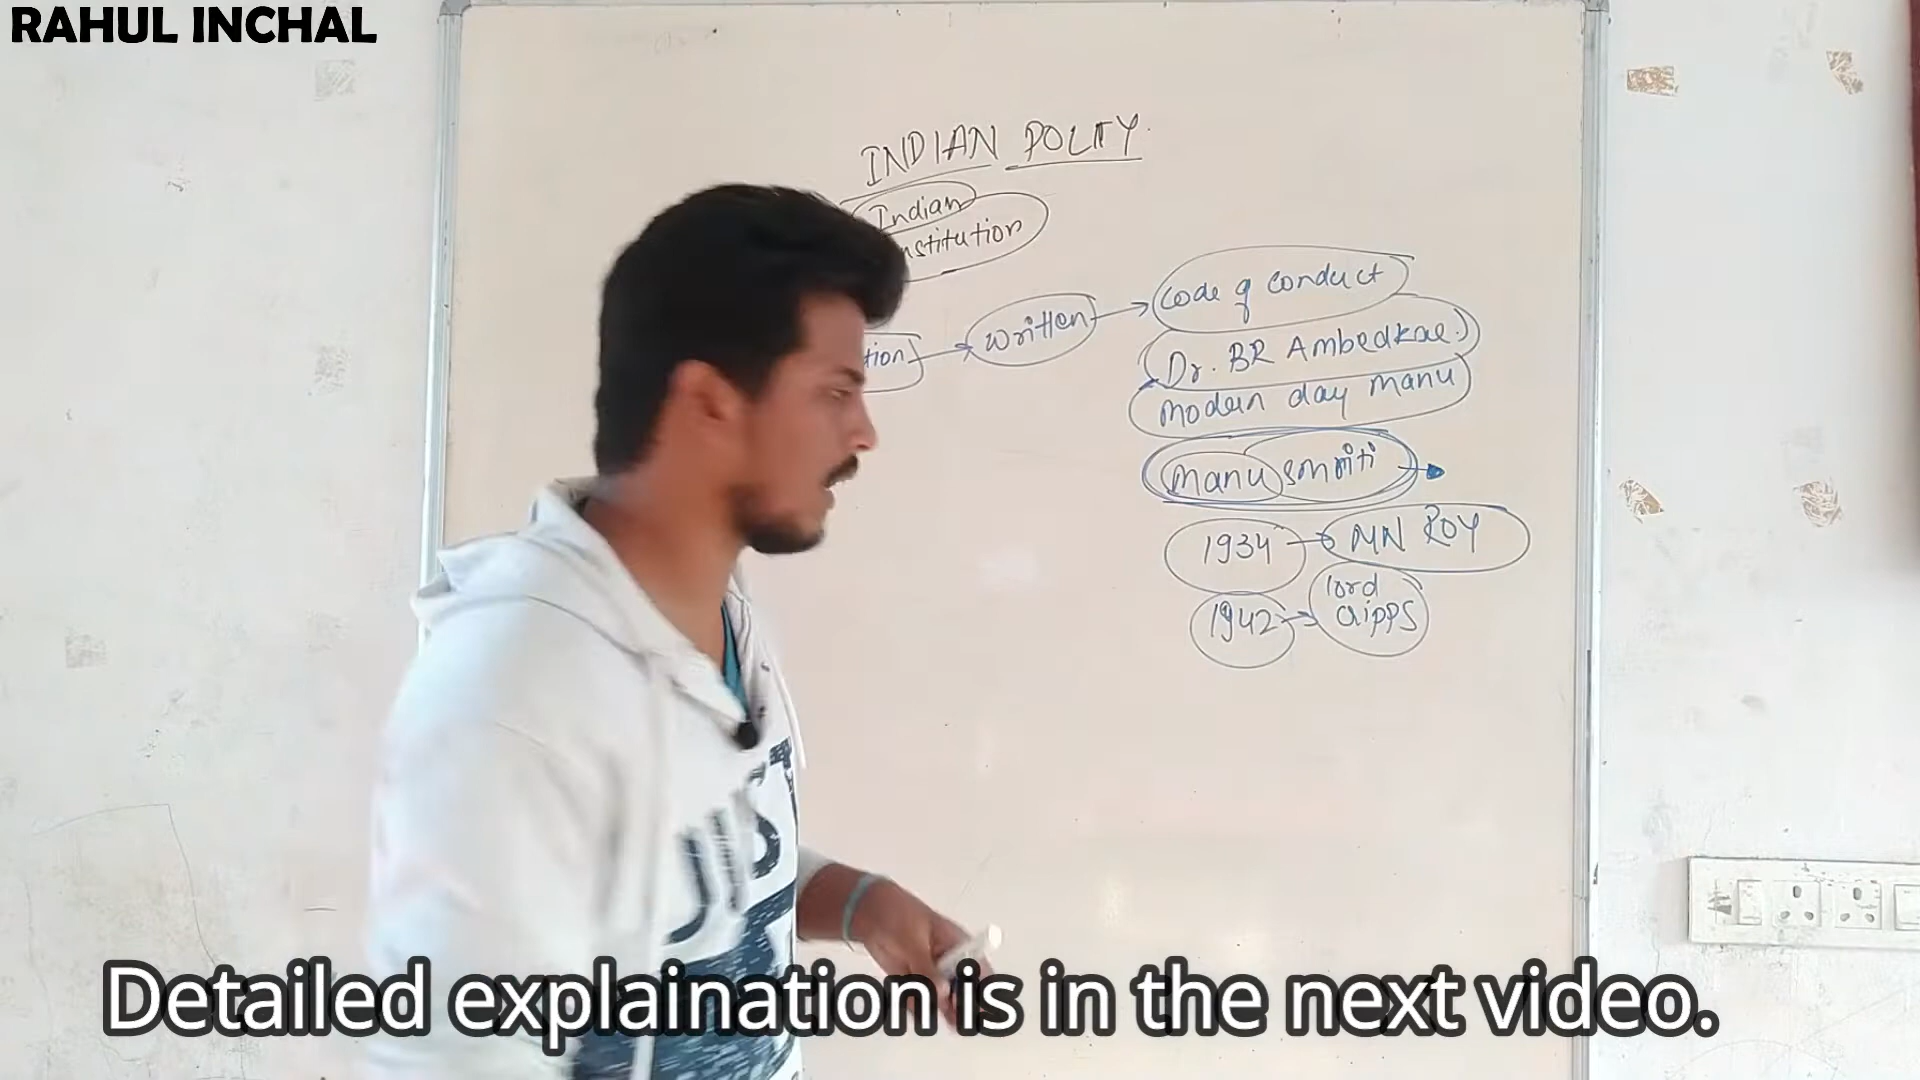 RAHUL INCHAL
INDIAN POLITY
Indian
nstitution
tion → written → Code of conduct
Dr. BR Ambedkar
modern day manu
manu smriti
1934 → MN ROY
1942 → lord
cripps
Detailed explaination is in the next video.